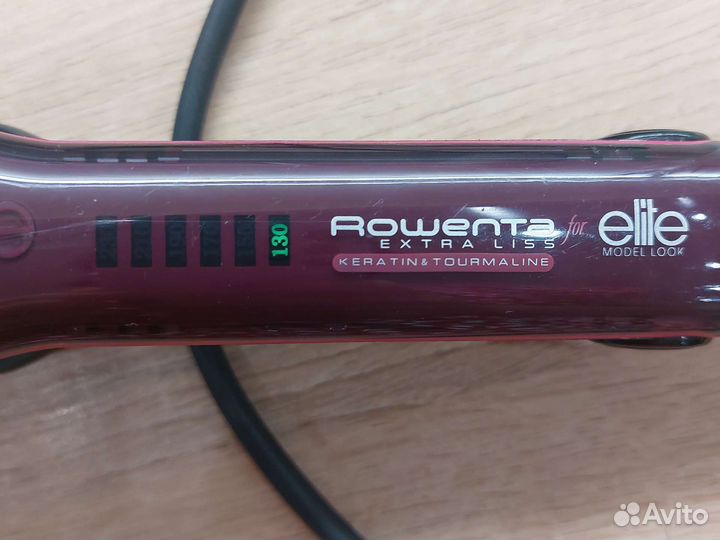 130
Rowenta for elite
EXTRA LISS MODEL LOOK
KERATIN & TOURMALINE
Avito